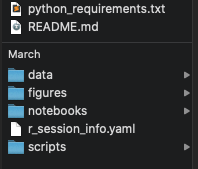 python_requirements.txt
README.md
March
data
figures
notebooks
r_session_info.yaml
scripts